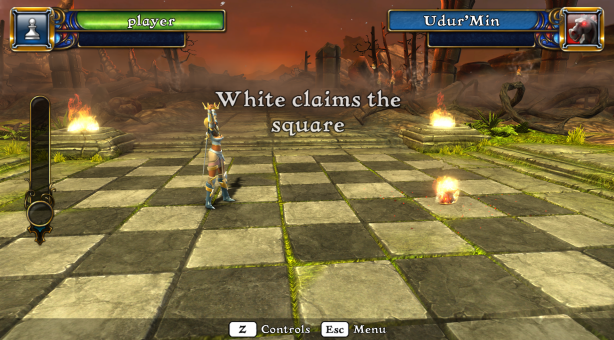 player
Udur'Min
White claims the
square
Z Controls Esc Menu